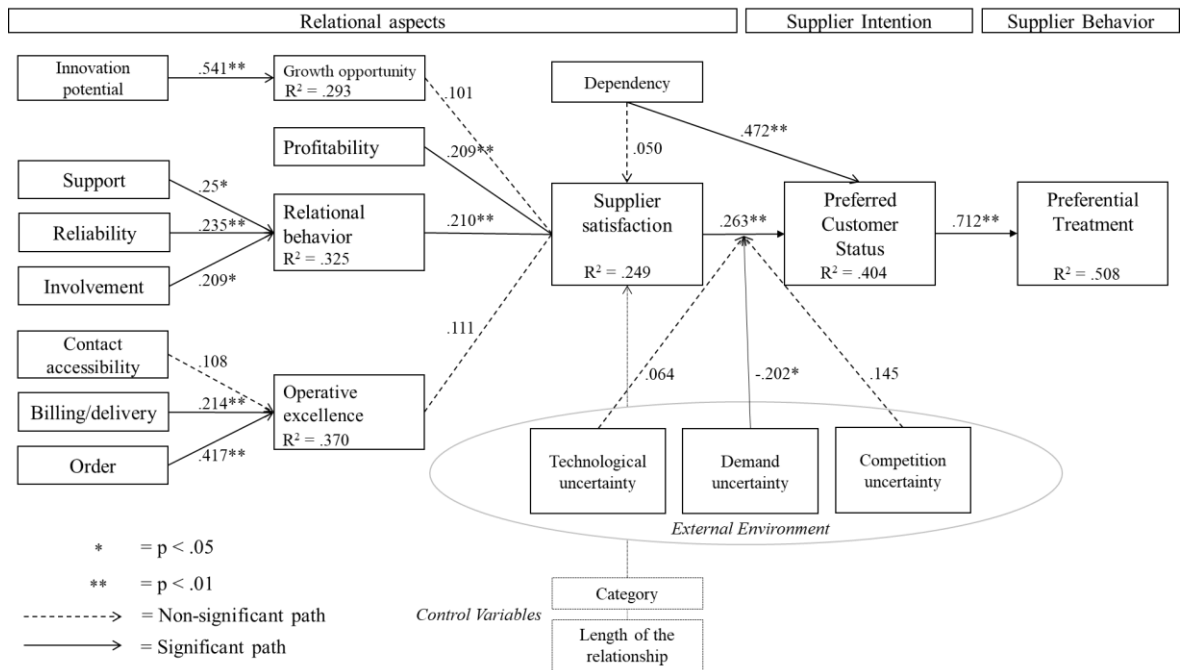 Relational aspects
Supplier Intention
Supplier Behavior
Innovation
potential
.541**
Growth opportunity
R² = .293
.101
Dependency
.472**
.050
Profitability
.209**
Support
.25*
Reliability
.235**
Involvement
.209*
Relational
behavior
R² = .325
.210**
Supplier
satisfaction
R² = .249
.263**
Preferred
Customer
Status
R² = .404
.712**
Preferential
Treatment
R² = .508
Contact
accessibility
.108
Billing/delivery
.214**
Order
.417**
Operative
excellence
R² = .370
.111
.064
-.202*
.145
Technological
uncertainty
Demand
uncertainty
Competition
uncertainty
External Environment
* = p < .05
** = p < .01
= Non-significant path
= Significant path
Control Variables
Category
Length of the
relationship